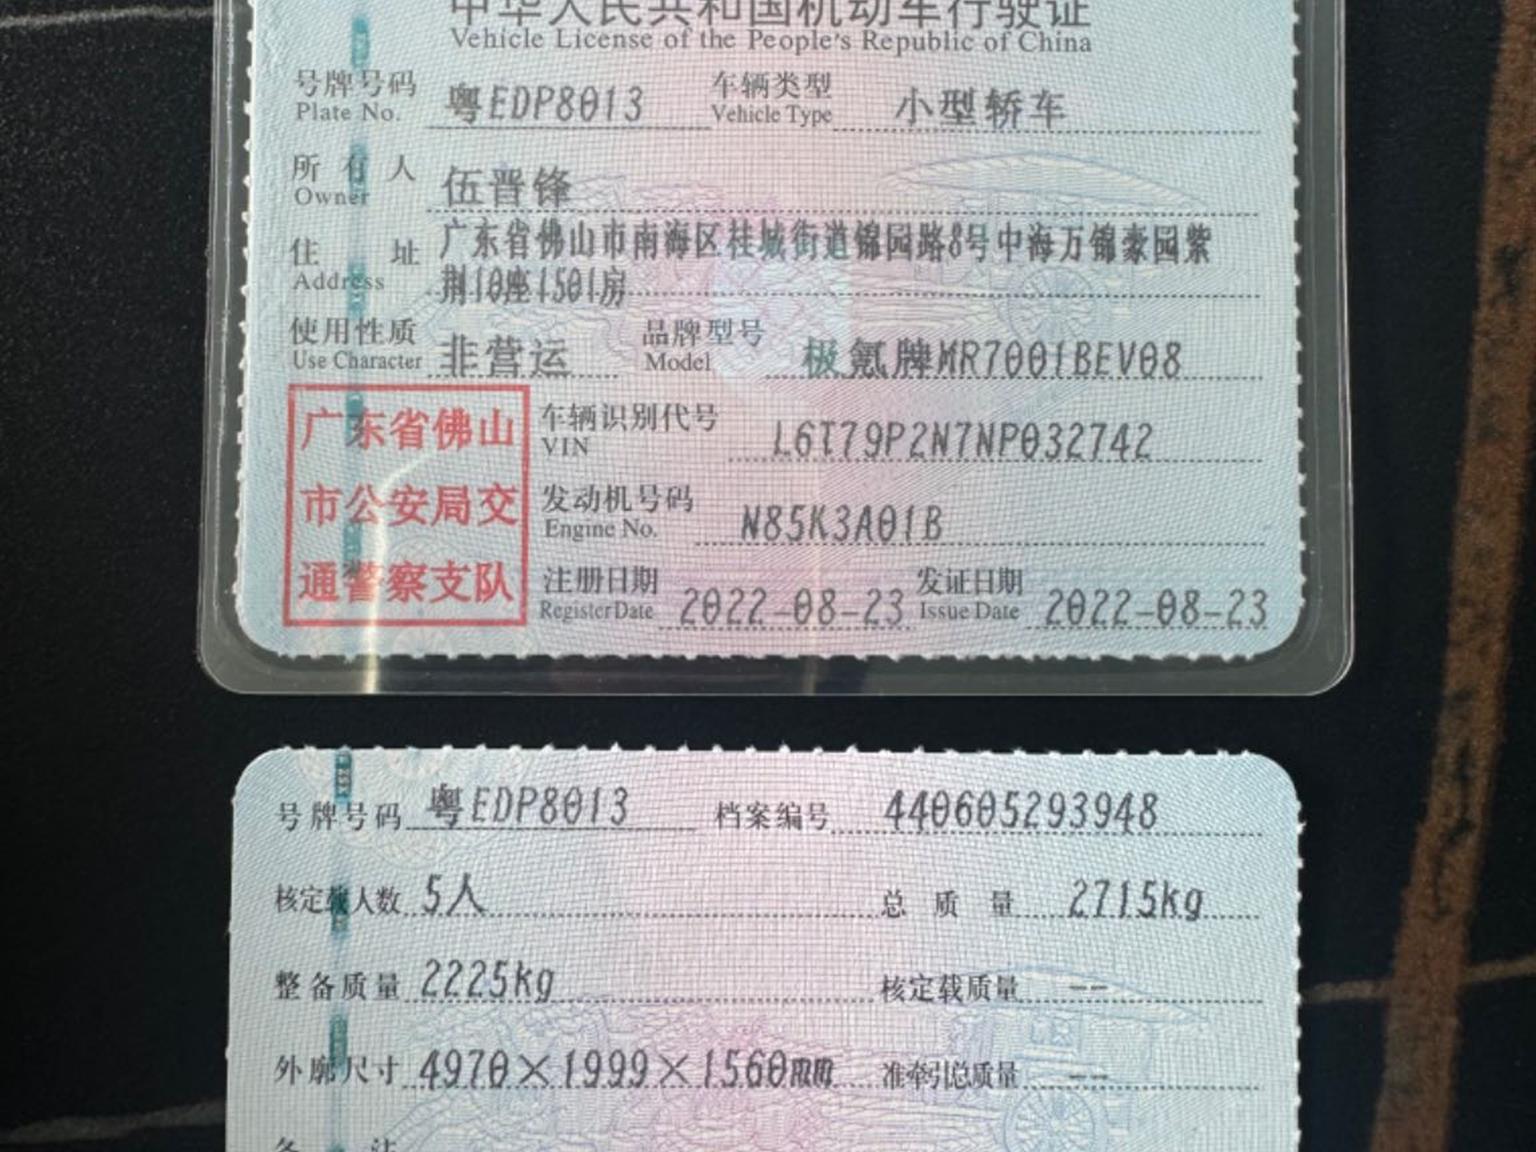 中华人民共和国机动车行驶证
Vehicle License of the People's Republic of China
号牌号码 粤EDP8013 车辆类型 小型轿车
Plate No. Vehicle Type
所有人 伍晋锋
Owner
住址 广东省佛山市南海区桂城街道锦园路8号中海万锦豪园紫
Address 荆10座1501房
使用性质 非营运 品牌型号 极氪牌MR7001BEV08
Use Character Model
广东省佛山
市公安局交
通警察支队
车辆识别代号 L6T79P2N7NP032742
VIN
发动机号码 N85K3A01B
Engine No.
注册日期 2022-08-23 发证日期 2022-08-23
Register Date Issue Date
号牌号码 粤EDP8013 档案编号 440605293948
核定载人数 5人 总质量 2715kg
整备质量 2225kg 核定载质量 --
外廓尺寸 4970×1999×1560mm 准牵引总质量 --